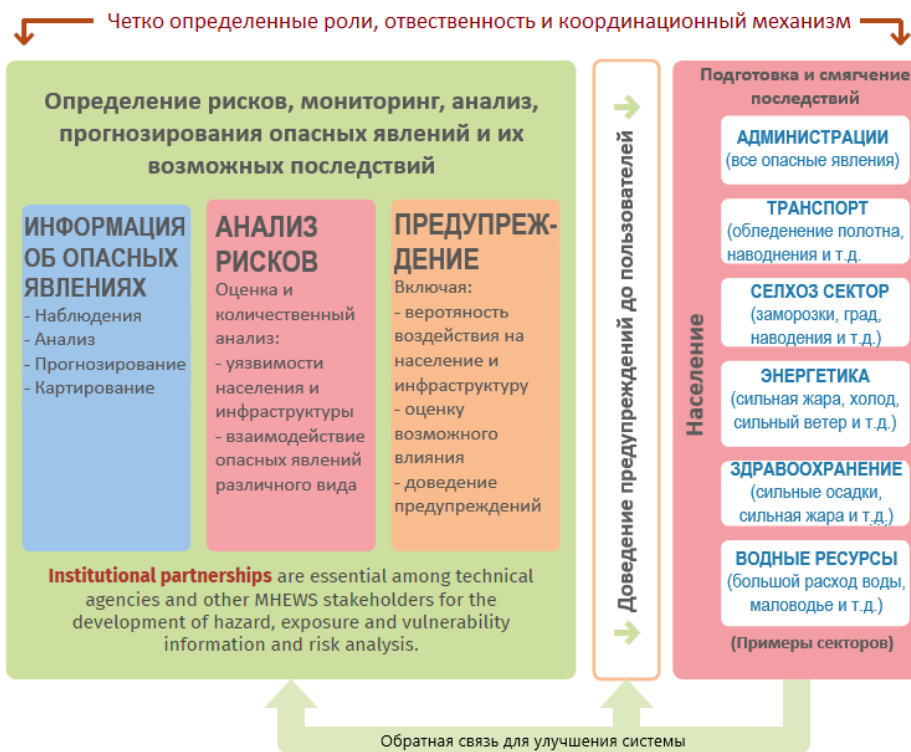 Четко определенные роли, отвественность и координационный механизм
Определение рисков, мониторинг, анализ,
прогнозирования опасных явлений и их
возможных последствий
ИНФОРМАЦИЯ
ОБ ОПАСНЫХ
ЯВЛЕНИЯХ
- Наблюдения
- Анализ
- Прогнозирование
- Картирование
АНАЛИЗ
РИСКОВ
Оценка и
количественный
анализ:
- уязвимости
населения и
инфраструктуры
- взаимодействие
опасных явлений
различного вида
ПРЕДУПРЕЖ-
ДЕНИЕ
Включая:
- веротяность
воздействия на
население и
инфраструктуру
- оценку
возможного
влияния
- доведение
предупреждений
Institutional partnerships are essential among technical
agencies and other MHEWS stakeholders for the
development of hazard, exposure and vulnerability
information and risk analysis.
Доведение предупреждений до пользователей
Подготовка и смягчение
последствий
Население
АДМИНИСТРАЦИИ
(все опасные явления)
ТРАНСПОРТ
(обледенение полотна,
наводнения и т.д.
СЕЛХОЗ СЕКТОР
(заморозки, град,
наводения и т.д.)
ЭНЕРГЕТИКА
(сильная жара, холод,
сильный ветер и т.д.)
ЗДРАВООХРАНЕНИЕ
(сильные осадки,
сильная жара и т.д.)
ВОДНЫЕ РЕСУРСЫ
(большой расход воды,
маловодье и т.д.)
(Примеры секторов)
Обратная связь для улучшения системы